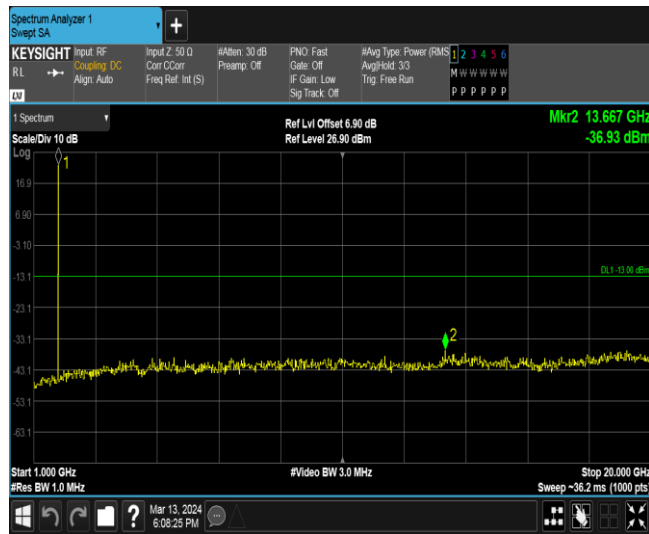 Spectrum Analyzer 1
Swept SA
KEYSIGHT
RL
LXI
Input: RF
Coupling: DC
Align: Auto
Input Z: 50 Ω
Corr CCorr
Freq Ref: Int (S)
#Atten: 30 dB
Preamp: Off
PNO: Fast
Gate: Off
IF Gain: Low
Sig Track: Off
#Avg Type: Power (RMS
Avg|Hold: 3/3
Trig: Free Run
1 2 3 4 5 6
M W W W W W
P P P P P P
1 Spectrum
Scale/Div 10 dB
Ref Lvl Offset 6.90 dB
Ref Level 26.90 dBm
Mkr2 13.667 GHz
-36.93 dBm
Log
1
16.9
6.90
-3.10
-13.1
DL1 -13.00 dBm
-23.1
-33.1
2
-43.1
-53.1
-63.1
Start 1.000 GHz
#Video BW 3.0 MHz
Stop 20.000 GHz
#Res BW 1.0 MHz
Sweep ~36.2 ms (1000 pts)
?
Mar 13, 2024
6:08:25 PM